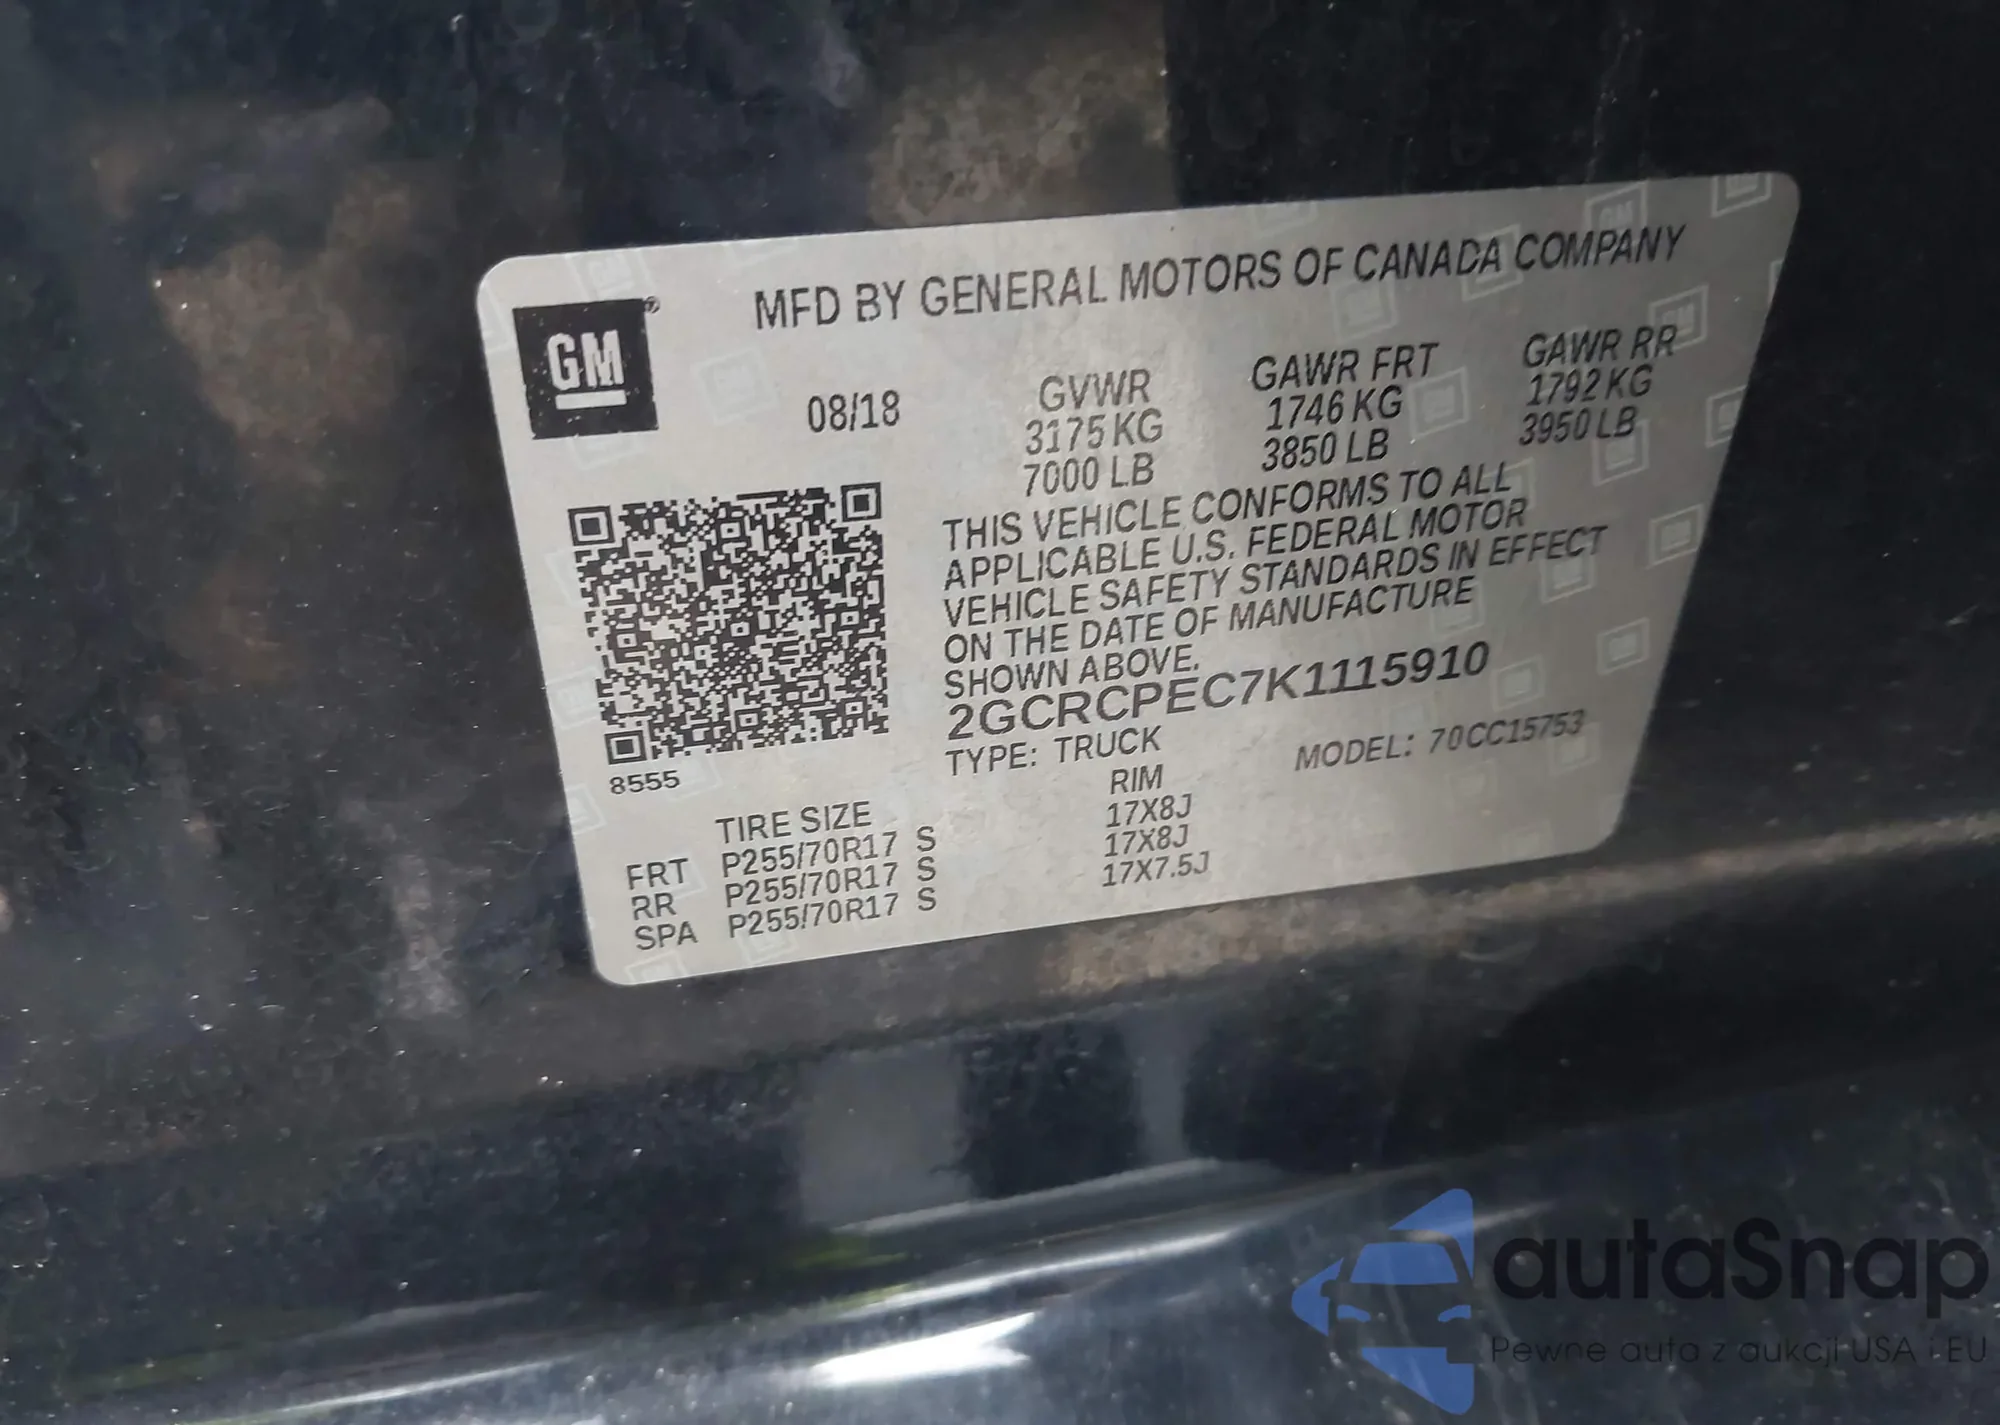 GM ®
MFD BY GENERAL MOTORS OF CANADA COMPANY
08/18
GVWR GAWR FRT GAWR RR
3175 KG 1746 KG 1792 KG
7000 LB 3850 LB 3950 LB
THIS VEHICLE CONFORMS TO ALL
APPLICABLE U.S. FEDERAL MOTOR
VEHICLE SAFETY STANDARDS IN EFFECT
ON THE DATE OF MANUFACTURE
SHOWN ABOVE.
2GCRCPEC7K1115910
TYPE: TRUCK MODEL: 70CC15753
8555
TIRE SIZE RIM
FRT P255/70R17 S 17X8J
RR P255/70R17 S 17X8J
SPA P255/70R17 S 17X7.5J
autaSnap
Pewne auta z aukcji USA i EU